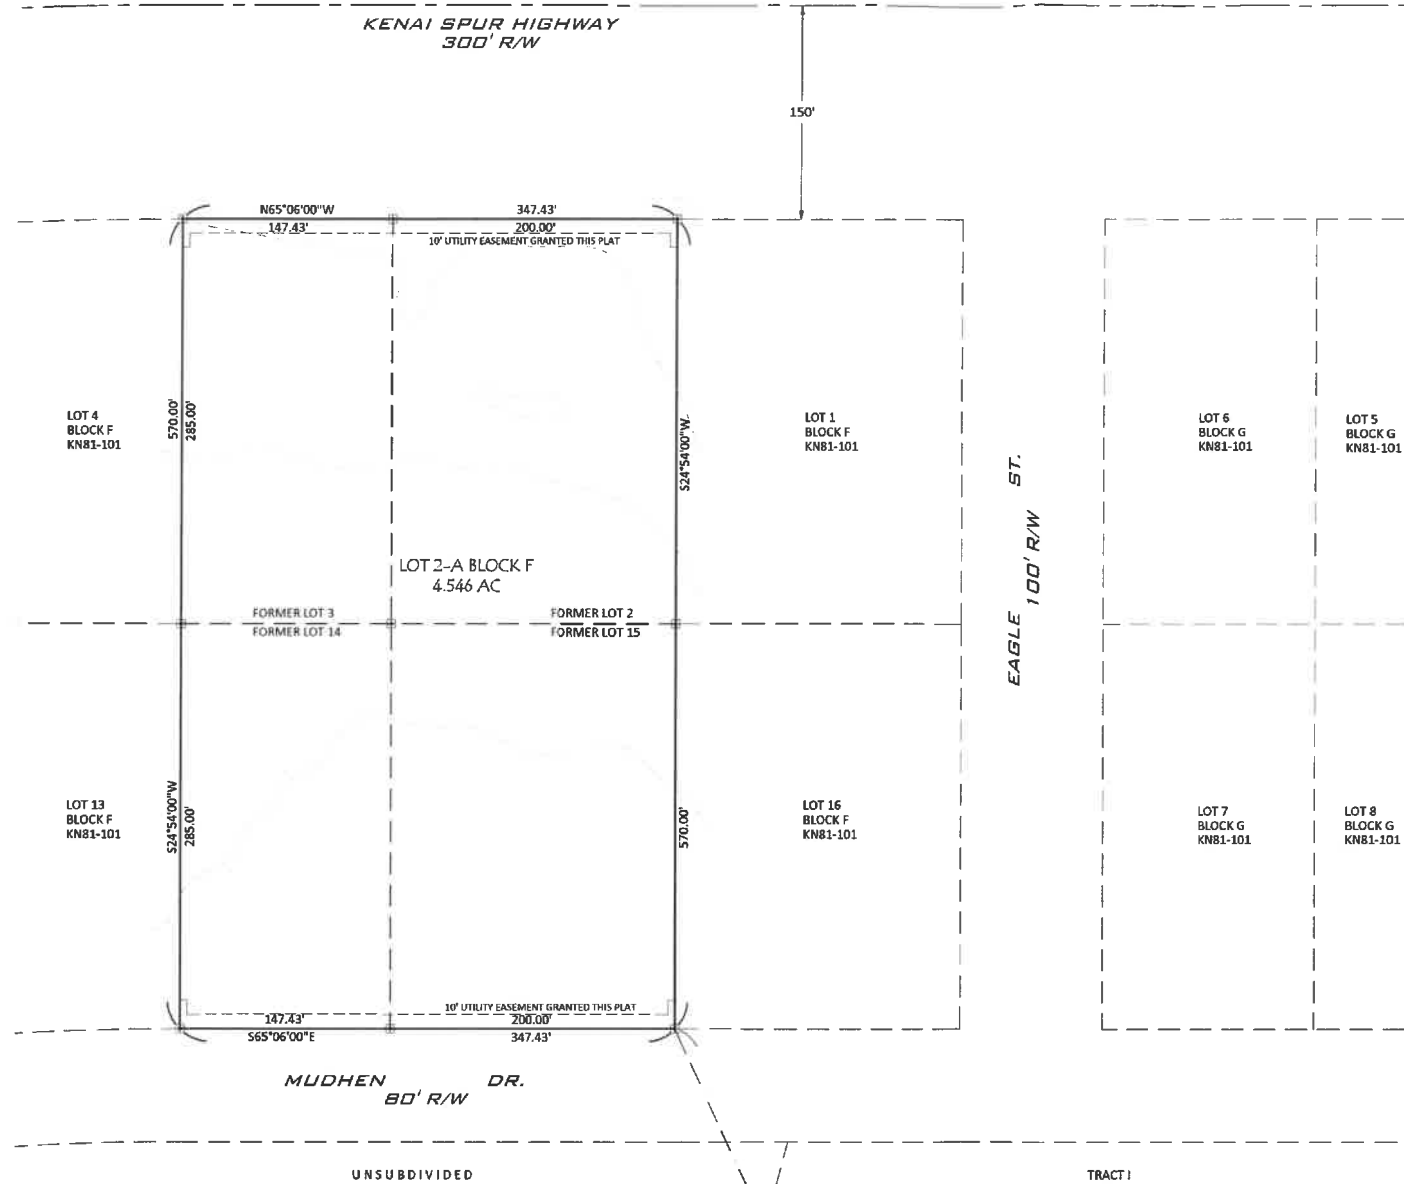 KENAI SPUR HIGHWAY
300' R/W
150'
N65°06'00"W
347.43'
147.43'
200.00'
10' UTILITY EASEMENT GRANTED THIS PLAT
LOT 4
BLOCK F
KN81-101
570.00'
285.00'
S24°54'00"W
LOT 1
BLOCK F
KN81-101
LOT 6
BLOCK G
KN81-101
LOT 5
BLOCK G
KN81-101
EAGLE ST.
100' R/W
LOT 2-A BLOCK F
4.546 AC
FORMER LOT 3
FORMER LOT 2
FORMER LOT 14
FORMER LOT 15
LOT 13
BLOCK F
KN81-101
S24°54'00"W
285.00'
570.00'
LOT 16
BLOCK F
KN81-101
LOT 7
BLOCK G
KN81-101
LOT 8
BLOCK G
KN81-101
10' UTILITY EASEMENT GRANTED THIS PLAT
147.43'
200.00'
S65°06'00"E
347.43'
MUDHEN DR.
80' R/W
UNSUBDIVIDED
TRACT I